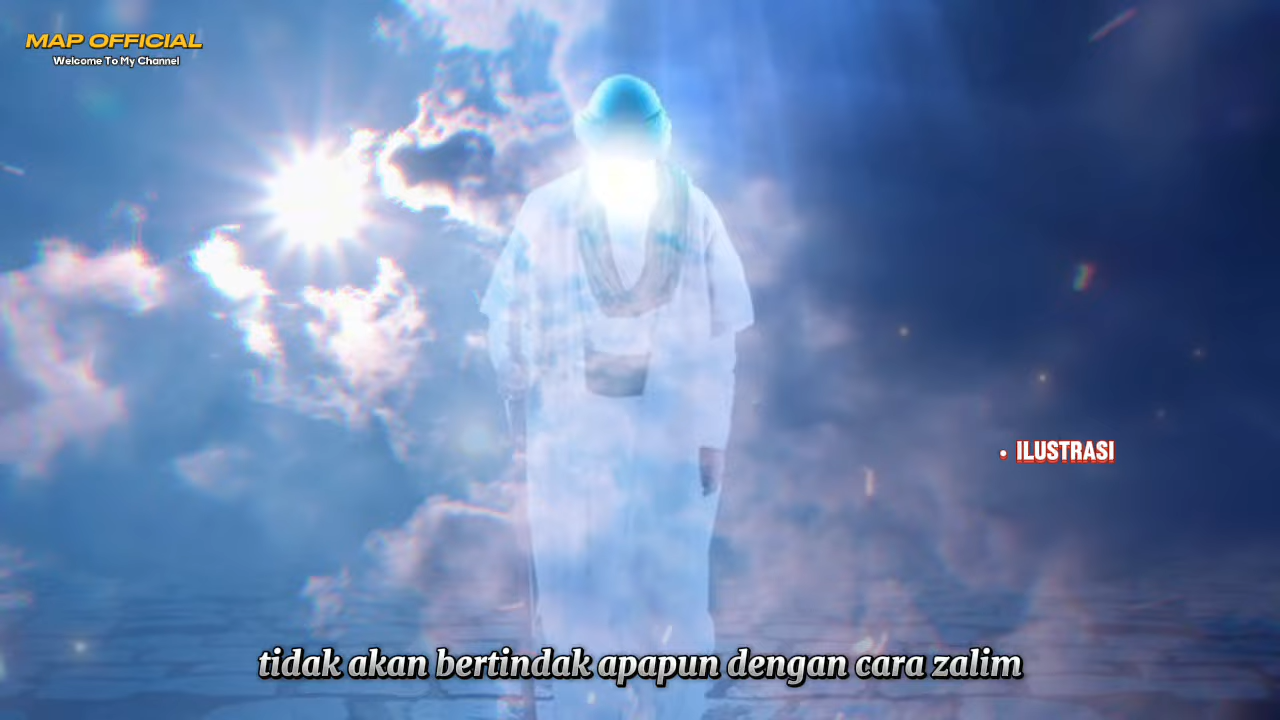 MAP OFFICIAL
Welcome To My Channel
• ILUSTRASI
tidak akan bertindak apapun dengan cara zalim